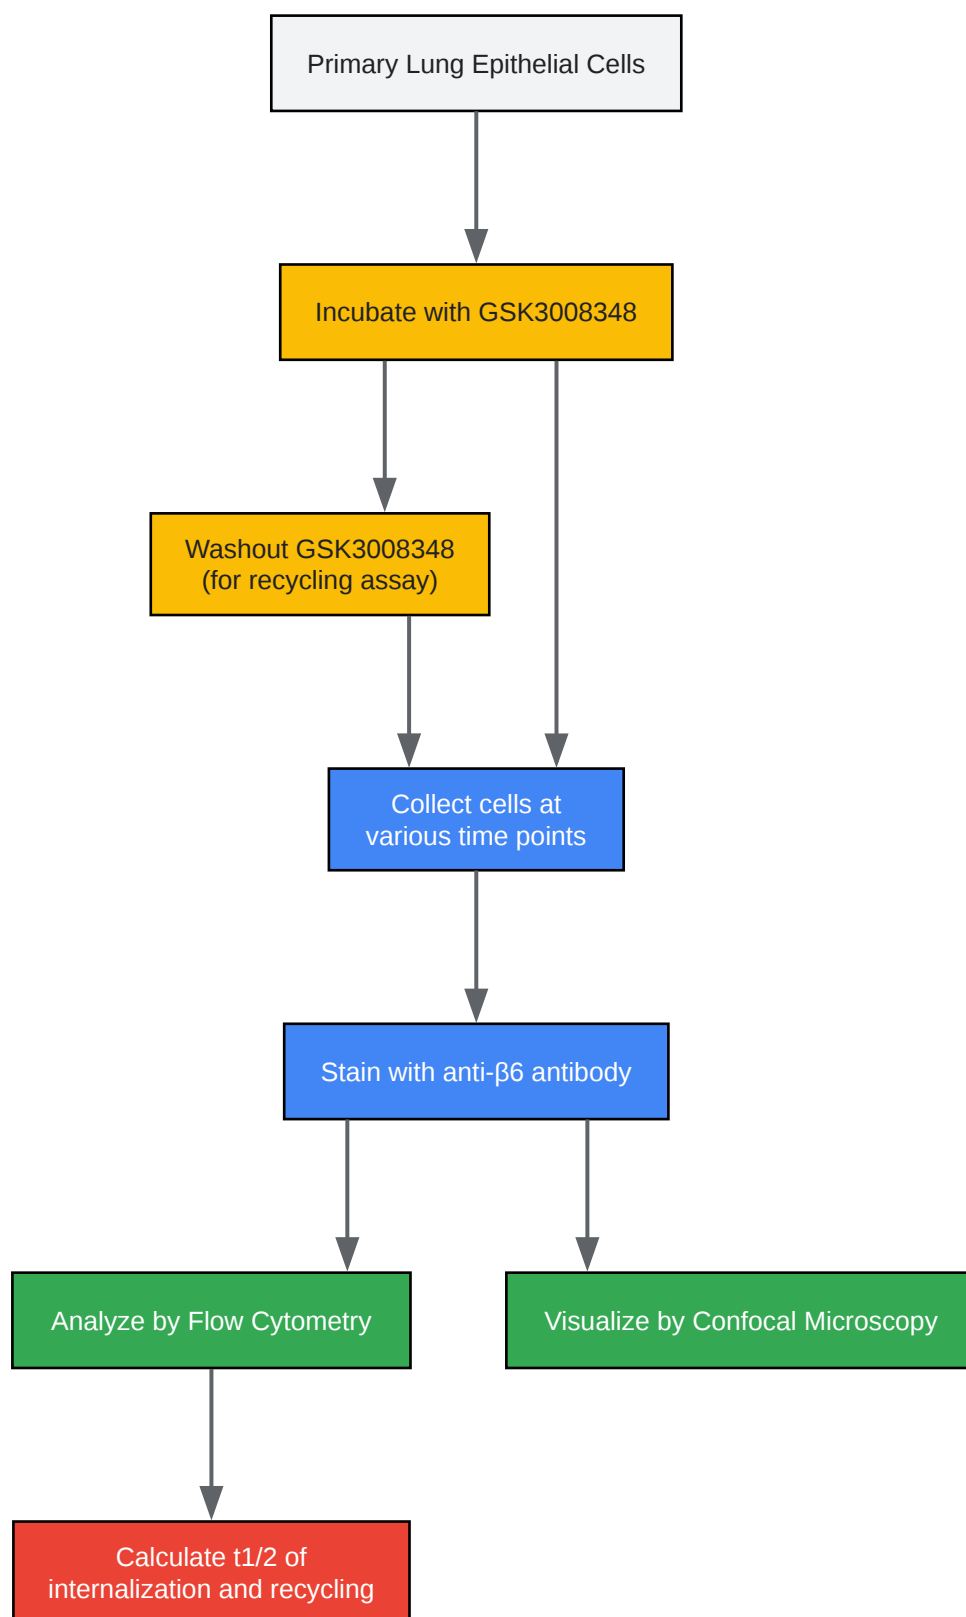 Primary Lung Epithelial Cells
Incubate with GSK3008348
Washout GSK3008348
(for recycling assay)
Collect cells at
various time points
Stain with anti-β6 antibody
Analyze by Flow Cytometry
Visualize by Confocal Microscopy
Calculate t1/2 of
internalization and recycling